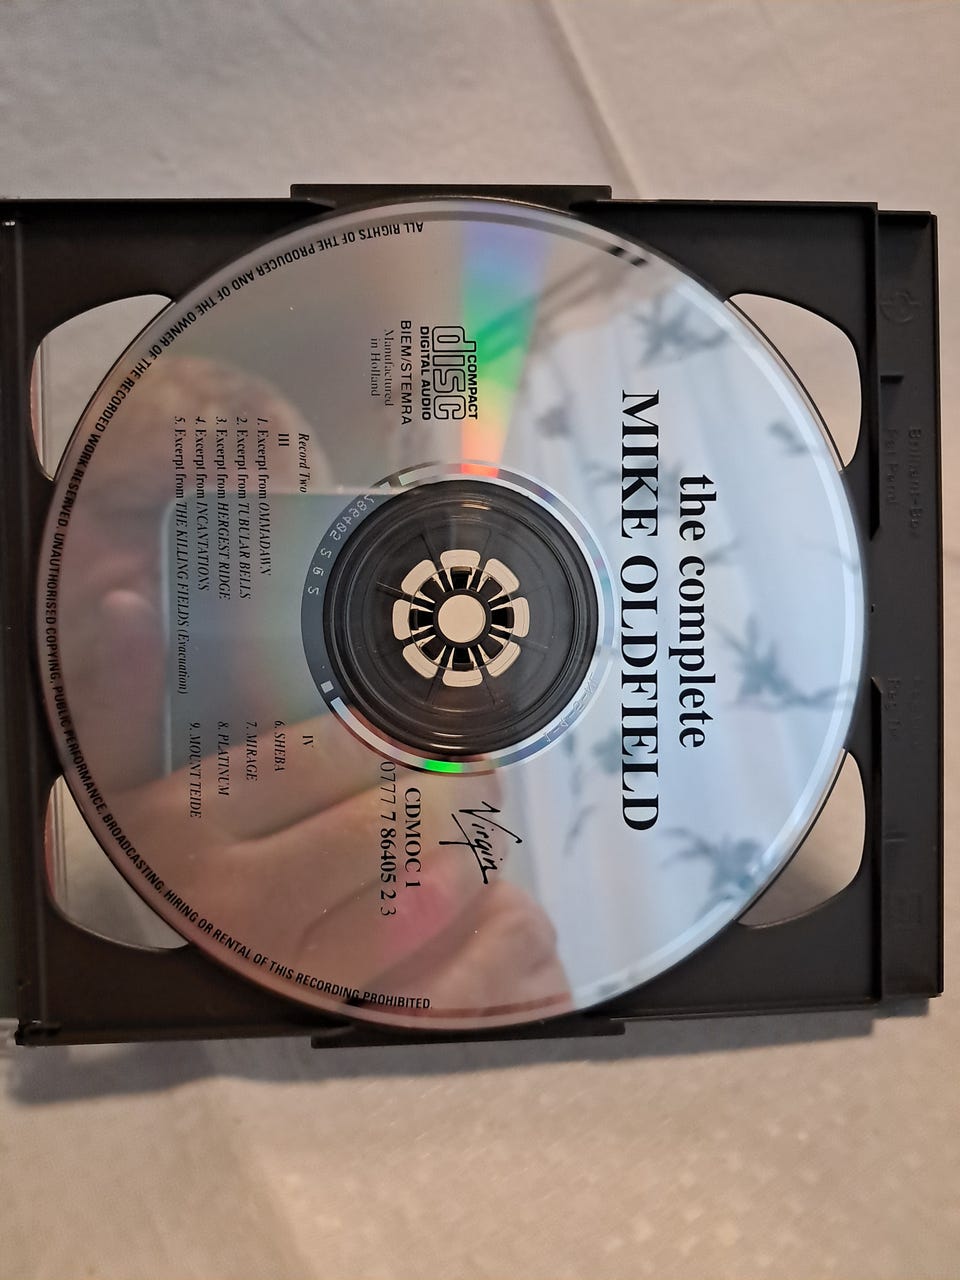 the complete
MIKE OLDFIELD
COMPACT
disc
DIGITAL AUDIO
BIEM/STEMRA
Manufactured
in Holland
Virgin
CDMOC 1
0777 7 86405 2 3
Record Two
III
1. Excerpt from OMMADAWN
2. Excerpt from TUBULAR BELLS
3. Excerpt from HERGEST RIDGE
4. Excerpt from INCANTATIONS
5. Excerpt from THE KILLING FIELDS (Evacuation)
IV
6. SHEBA
7. MIRAGE
8. PLATINUM
9. MOUNT TEIDE
ALL RIGHTS OF THE PRODUCER AND OF THE OWNER OF THE RECORDED WORK RESERVED. UNAUTHORISED COPYING, PUBLIC PERFORMANCE, BROADCASTING, HIRING OR RENTAL OF THIS RECORDING PROHIBITED.